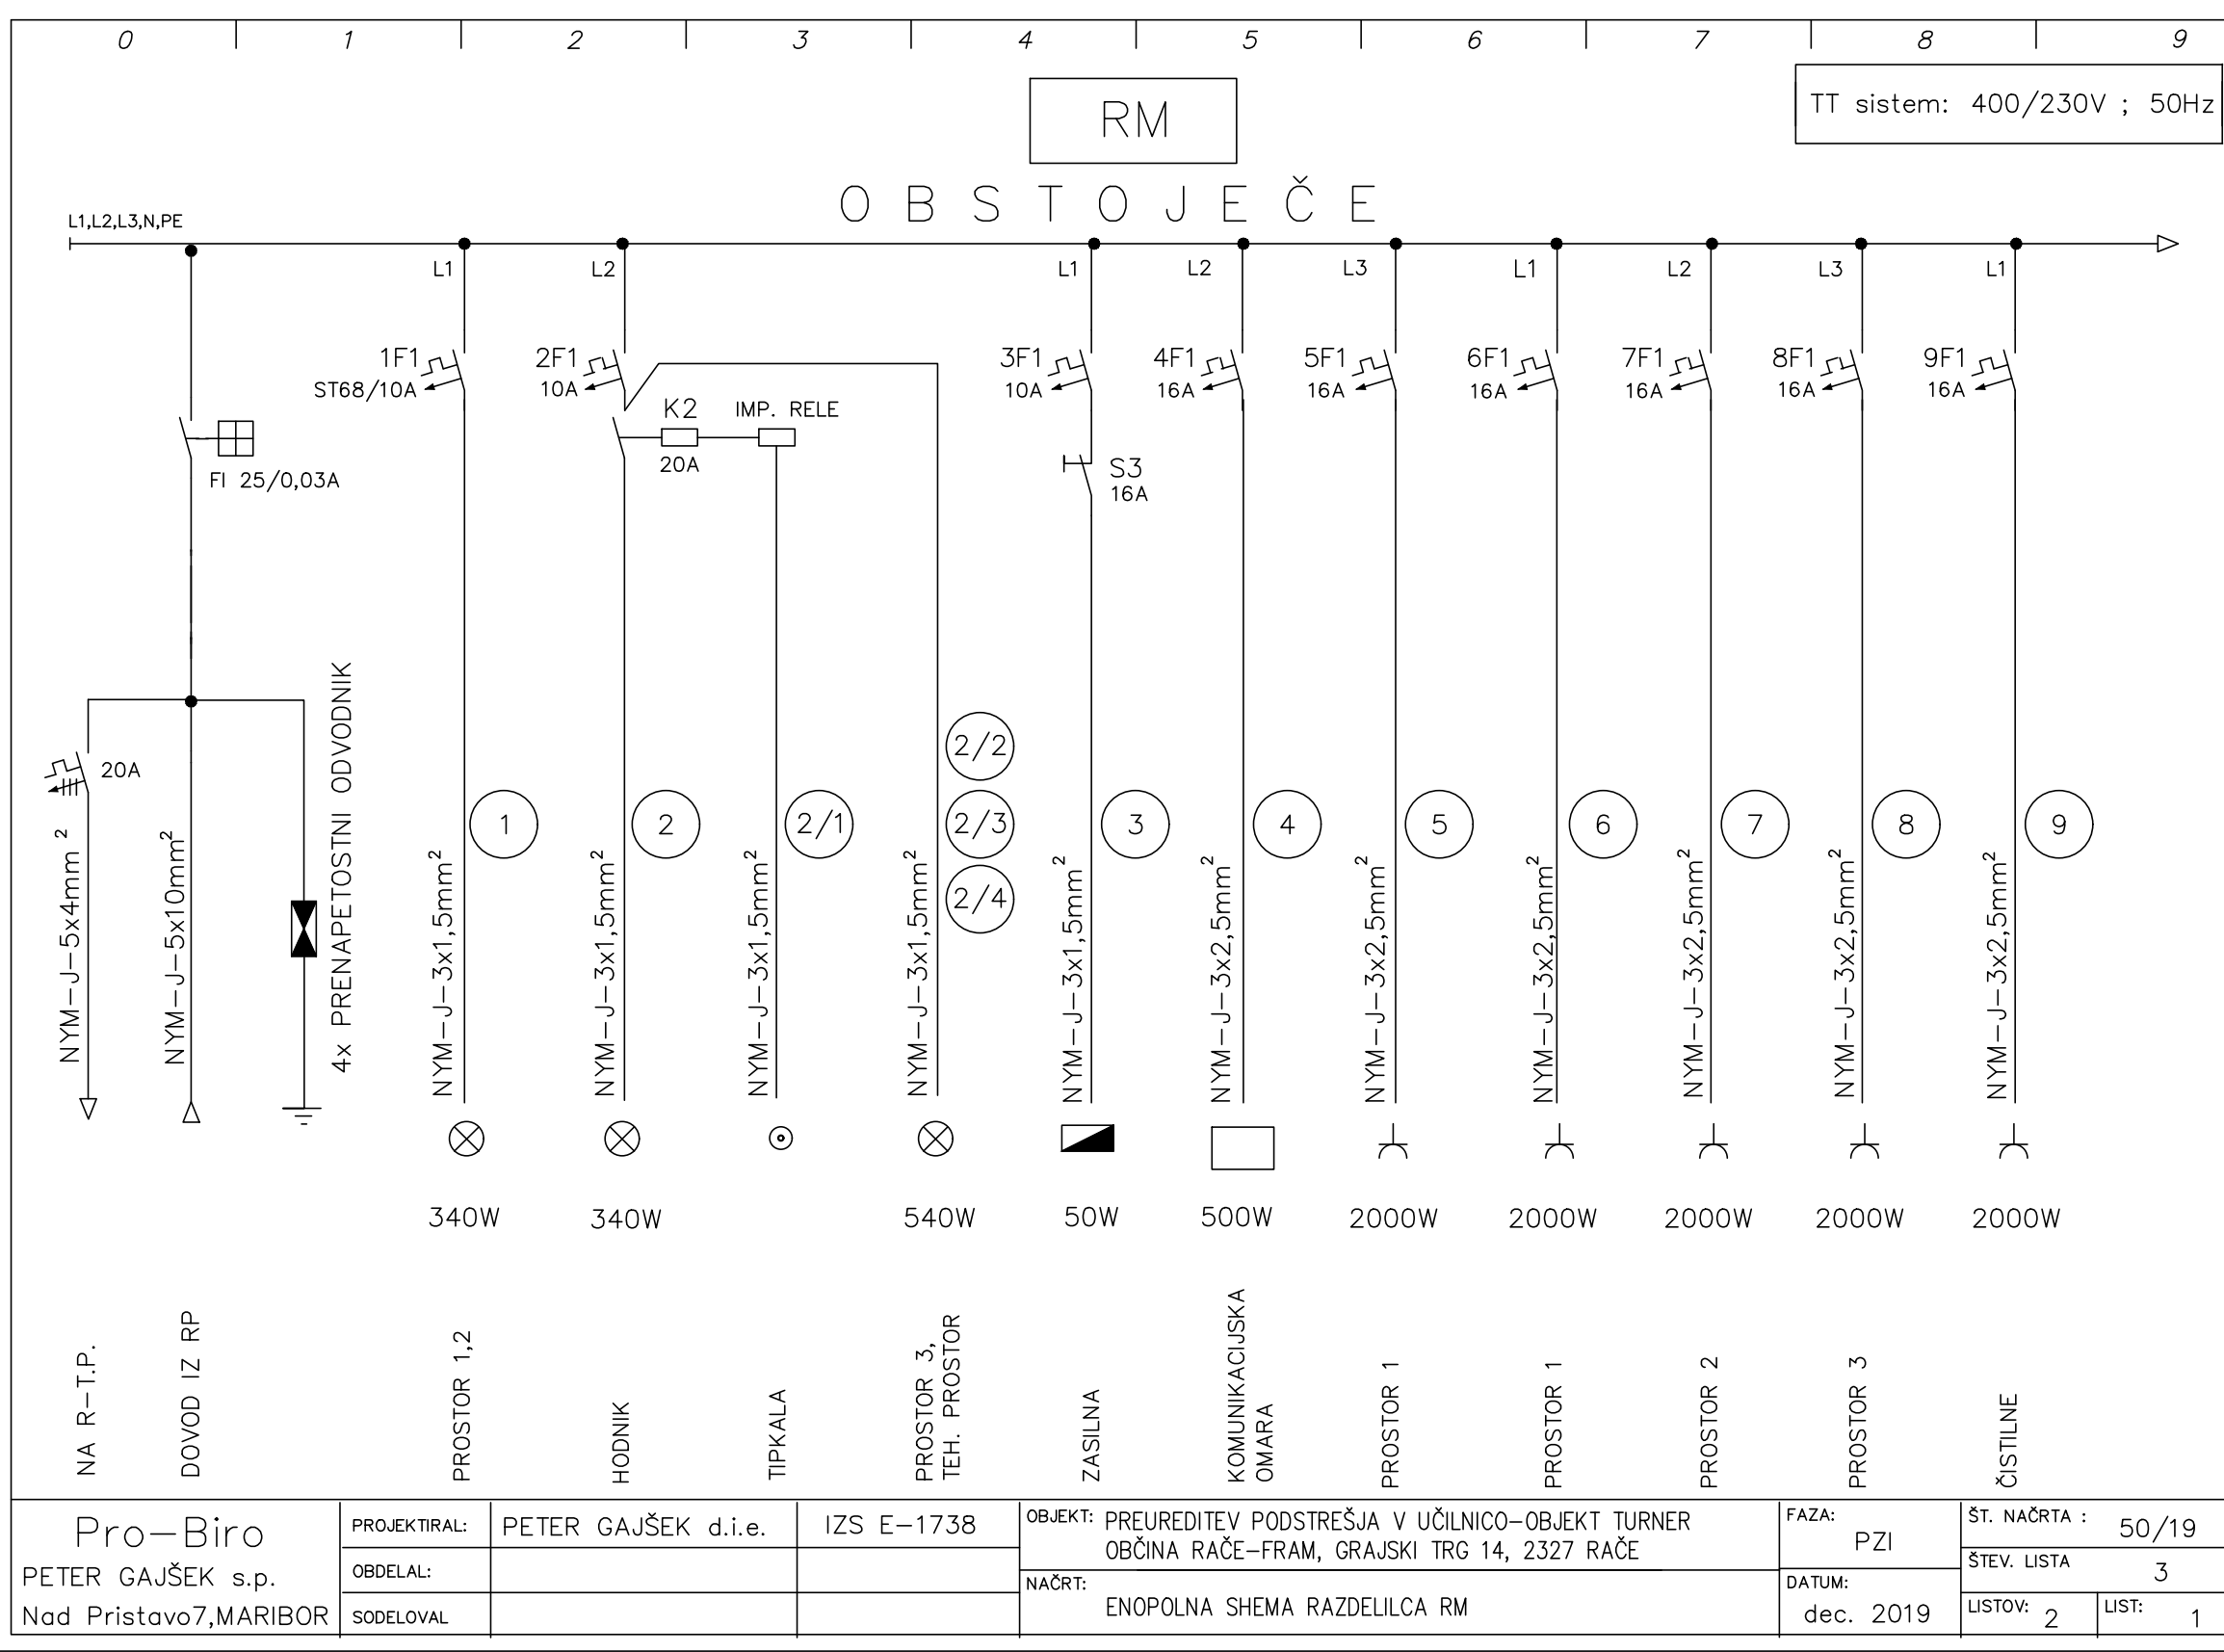 0 1 2 3 4 5 6 7 8 9
RM
TT sistem: 400/230V ; 50Hz
OBSTOJEČE
L1,L2,L3,N,PE
L1 L2 L1 L2 L3 L1 L2 L3 L1
1F1 2F1 3F1 4F1 5F1 6F1 7F1 8F1 9F1
ST68/10A 10A 10A 16A 16A 16A 16A 16A 16A
K2 IMP. RELE
20A
S3
16A
FI 25/0,03A
20A
2/2
1 2 2/1 2/3 3 4 5 6 7 8 9
2/4
NYM-J-5x4mm²
NYM-J-5x10mm²
4x PRENAPETOSTNI ODVODNIK
NYM-J-3x1,5mm²
NYM-J-3x1,5mm²
NYM-J-3x1,5mm²
NYM-J-3x1,5mm²
NYM-J-3x1,5mm²
NYM-J-3x2,5mm²
NYM-J-3x2,5mm²
NYM-J-3x2,5mm²
NYM-J-3x2,5mm²
NYM-J-3x2,5mm²
NYM-J-3x2,5mm²
340W 340W 540W 50W 500W 2000W 2000W 2000W 2000W 2000W
NA R-T.P.
DOVOD IZ RP
PROSTOR 1,2
HODNIK
TIPKALA
PROSTOR 3,
TEH. PROSTOR
ZASILNA
KOMUNIKACIJSKA
OMARA
PROSTOR 1
PROSTOR 1
PROSTOR 2
PROSTOR 3
ČISTILNE
Pro-Biro
PETER GAJŠEK s.p.
Nad Pristavo7,MARIBOR
PROJEKTIRAL: PETER GAJŠEK d.i.e. IZS E-1738
OBDELAL:
SODELOVAL
OBJEKT: PREUREDITEV PODSTREŠJA V UČILNICO-OBJEKT TURNER
OBČINA RAČE-FRAM, GRAJSKI TRG 14, 2327 RAČE
NAČRT:
ENOPOLNA SHEMA RAZDELILCA RM
FAZA:
PZI
DATUM:
dec. 2019
ŠT. NAČRTA : 50/19
ŠTEV. LISTA 3
LISTOV: 2 LIST: 1